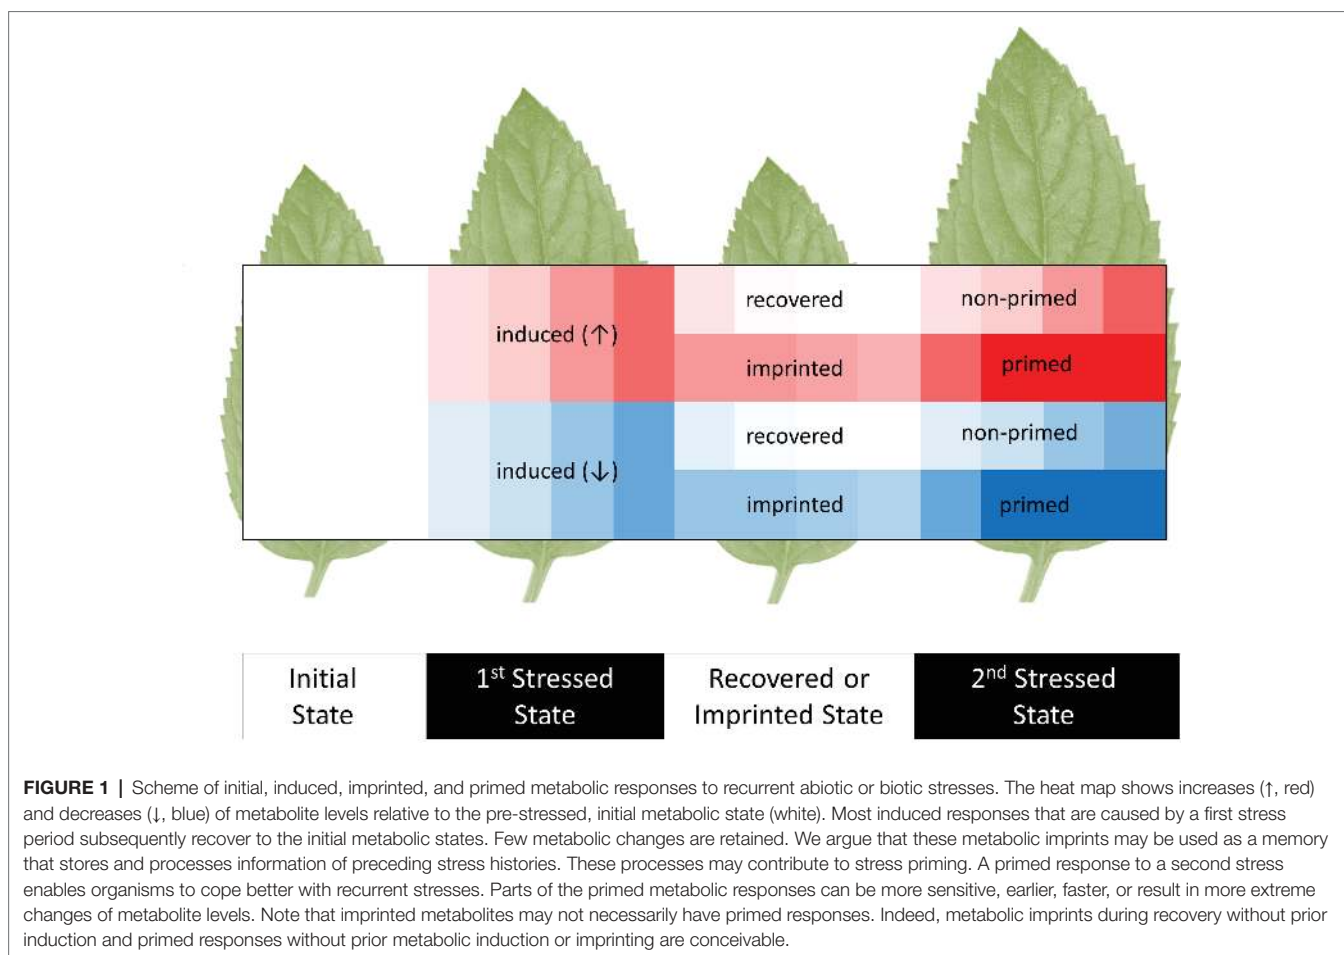 recovered
non-primed
induced (↑)
imprinted
primed
recovered
non-primed
induced (↓)
imprinted
primed
Initial
State
1st Stressed
State
Recovered or
Imprinted State
2nd Stressed
State
FIGURE 1 | Scheme of initial, induced, imprinted, and primed metabolic responses to recurrent abiotic or biotic stresses. The heat map shows increases (↑, red)
and decreases (↓, blue) of metabolite levels relative to the pre-stressed, initial metabolic state (white). Most induced responses that are caused by a first stress
period subsequently recover to the initial metabolic states. Few metabolic changes are retained. We argue that these metabolic imprints may be used as a memory
that stores and processes information of preceding stress histories. These processes may contribute to stress priming. A primed response to a second stress
enables organisms to cope better with recurrent stresses. Parts of the primed metabolic responses can be more sensitive, earlier, faster, or result in more extreme
changes of metabolite levels. Note that imprinted metabolites may not necessarily have primed responses. Indeed, metabolic imprints during recovery without prior
induction and primed responses without prior metabolic induction or imprinting are conceivable.